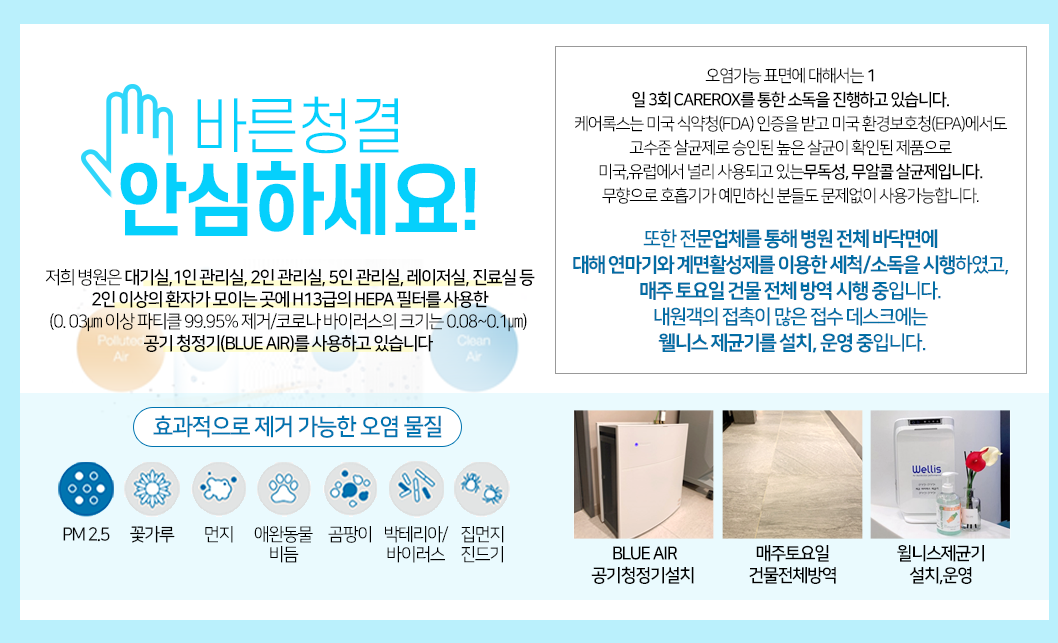 바른청결
안심하세요!
저희 병원은 대기실, 1인 관리실, 2인 관리실, 5인 관리실, 레이저실, 진료실 등
2인 이상의 환자가 모이는 곳에 H13급의 HEPA 필터를 사용한
(0. 03㎛ 이상 파티클 99.95% 제거/코로나 바이러스의 크기는 0.08~0.1㎛)
공기 청정기(BLUE AIR)를 사용하고 있습니다
Polluted
Air
Clean
Air
오염가능 표면에 대해서는 1
일 3회 CAREROX를 통한 소독을 진행하고 있습니다.
케어록스는 미국 식약청(FDA) 인증을 받고 미국 환경보호청(EPA)에서도
고수준 살균제로 승인된 높은 살균이 확인된 제품으로
미국,유럽에서 널리 사용되고 있는무독성, 무알콜 살균제입니다.
무향으로 호흡기가 예민하신 분들도 문제없이 사용가능합니다.
또한 전문업체를 통해 병원 전체 바닥면에
대해 연마기와 계면활성제를 이용한 세척/소독을 시행하였고,
매주 토요일 건물 전체 방역 시행 중입니다.
내원객의 접촉이 많은 접수 데스크에는
웰니스 제균기를 설치, 운영 중입니다.
효과적으로 제거 가능한 오염 물질
PM 2.5
꽃가루
먼지
애완동물
비듬
곰팡이
박테리아/
바이러스
집먼지
진드기
Wellis
BLUE AIR
공기청정기설치
매주토요일
건물전체방역
윌니스제균기
설치,운영